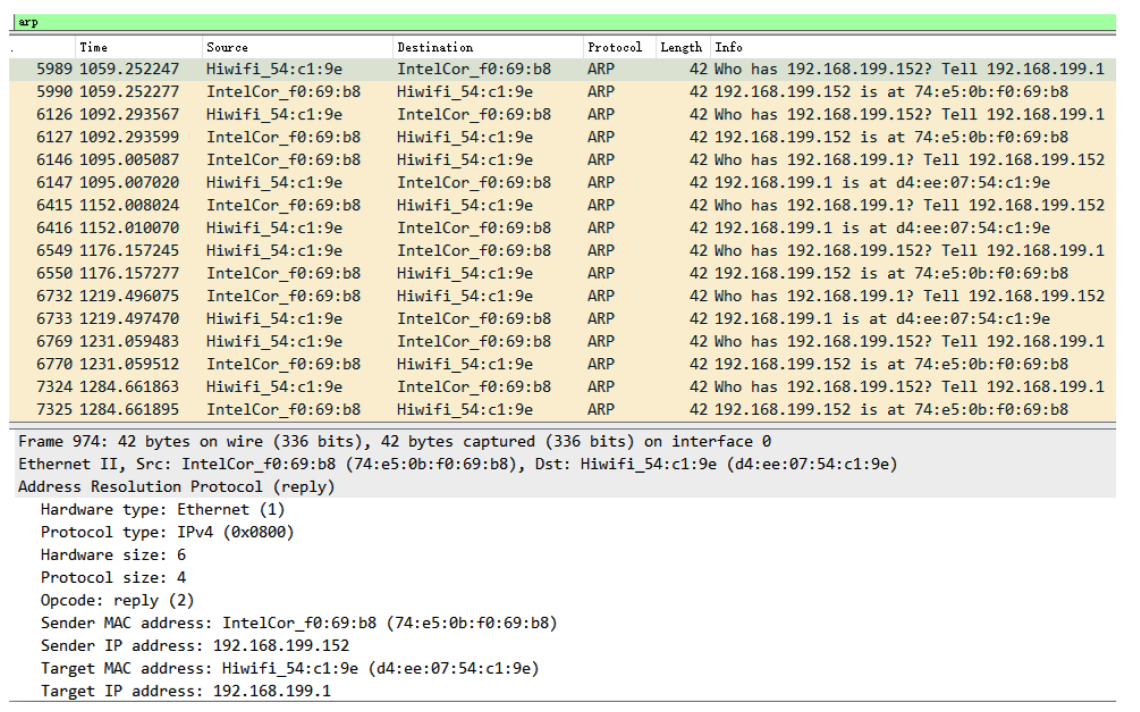 arp
. Time Source Destination Protocol Length Info
5989 1059.252247 Hiwifi_54:c1:9e IntelCor_f0:69:b8 ARP 42 Who has 192.168.199.152? Tell 192.168.199.1
5990 1059.252277 IntelCor_f0:69:b8 Hiwifi_54:c1:9e ARP 42 192.168.199.152 is at 74:e5:0b:f0:69:b8
6126 1092.293567 Hiwifi_54:c1:9e IntelCor_f0:69:b8 ARP 42 Who has 192.168.199.152? Tell 192.168.199.1
6127 1092.293599 IntelCor_f0:69:b8 Hiwifi_54:c1:9e ARP 42 192.168.199.152 is at 74:e5:0b:f0:69:b8
6146 1095.005087 IntelCor_f0:69:b8 Hiwifi_54:c1:9e ARP 42 Who has 192.168.199.1? Tell 192.168.199.152
6147 1095.007020 Hiwifi_54:c1:9e IntelCor_f0:69:b8 ARP 42 192.168.199.1 is at d4:ee:07:54:c1:9e
6415 1152.008024 IntelCor_f0:69:b8 Hiwifi_54:c1:9e ARP 42 Who has 192.168.199.1? Tell 192.168.199.152
6416 1152.010070 Hiwifi_54:c1:9e IntelCor_f0:69:b8 ARP 42 192.168.199.1 is at d4:ee:07:54:c1:9e
6549 1176.157245 Hiwifi_54:c1:9e IntelCor_f0:69:b8 ARP 42 Who has 192.168.199.152? Tell 192.168.199.1
6550 1176.157277 IntelCor_f0:69:b8 Hiwifi_54:c1:9e ARP 42 192.168.199.152 is at 74:e5:0b:f0:69:b8
6732 1219.496075 IntelCor_f0:69:b8 Hiwifi_54:c1:9e ARP 42 Who has 192.168.199.1? Tell 192.168.199.152
6733 1219.497470 Hiwifi_54:c1:9e IntelCor_f0:69:b8 ARP 42 192.168.199.1 is at d4:ee:07:54:c1:9e
6769 1231.059483 Hiwifi_54:c1:9e IntelCor_f0:69:b8 ARP 42 Who has 192.168.199.152? Tell 192.168.199.1
6770 1231.059512 IntelCor_f0:69:b8 Hiwifi_54:c1:9e ARP 42 192.168.199.152 is at 74:e5:0b:f0:69:b8
7324 1284.661863 Hiwifi_54:c1:9e IntelCor_f0:69:b8 ARP 42 Who has 192.168.199.152? Tell 192.168.199.1
7325 1284.661895 IntelCor_f0:69:b8 Hiwifi_54:c1:9e ARP 42 192.168.199.152 is at 74:e5:0b:f0:69:b8
Frame 974: 42 bytes on wire (336 bits), 42 bytes captured (336 bits) on interface 0
Ethernet II, Src: IntelCor_f0:69:b8 (74:e5:0b:f0:69:b8), Dst: Hiwifi_54:c1:9e (d4:ee:07:54:c1:9e)
Address Resolution Protocol (reply)
Hardware type: Ethernet (1)
Protocol type: IPv4 (0x0800)
Hardware size: 6
Protocol size: 4
Opcode: reply (2)
Sender MAC address: IntelCor_f0:69:b8 (74:e5:0b:f0:69:b8)
Sender IP address: 192.168.199.152
Target MAC address: Hiwifi_54:c1:9e (d4:ee:07:54:c1:9e)
Target IP address: 192.168.199.1